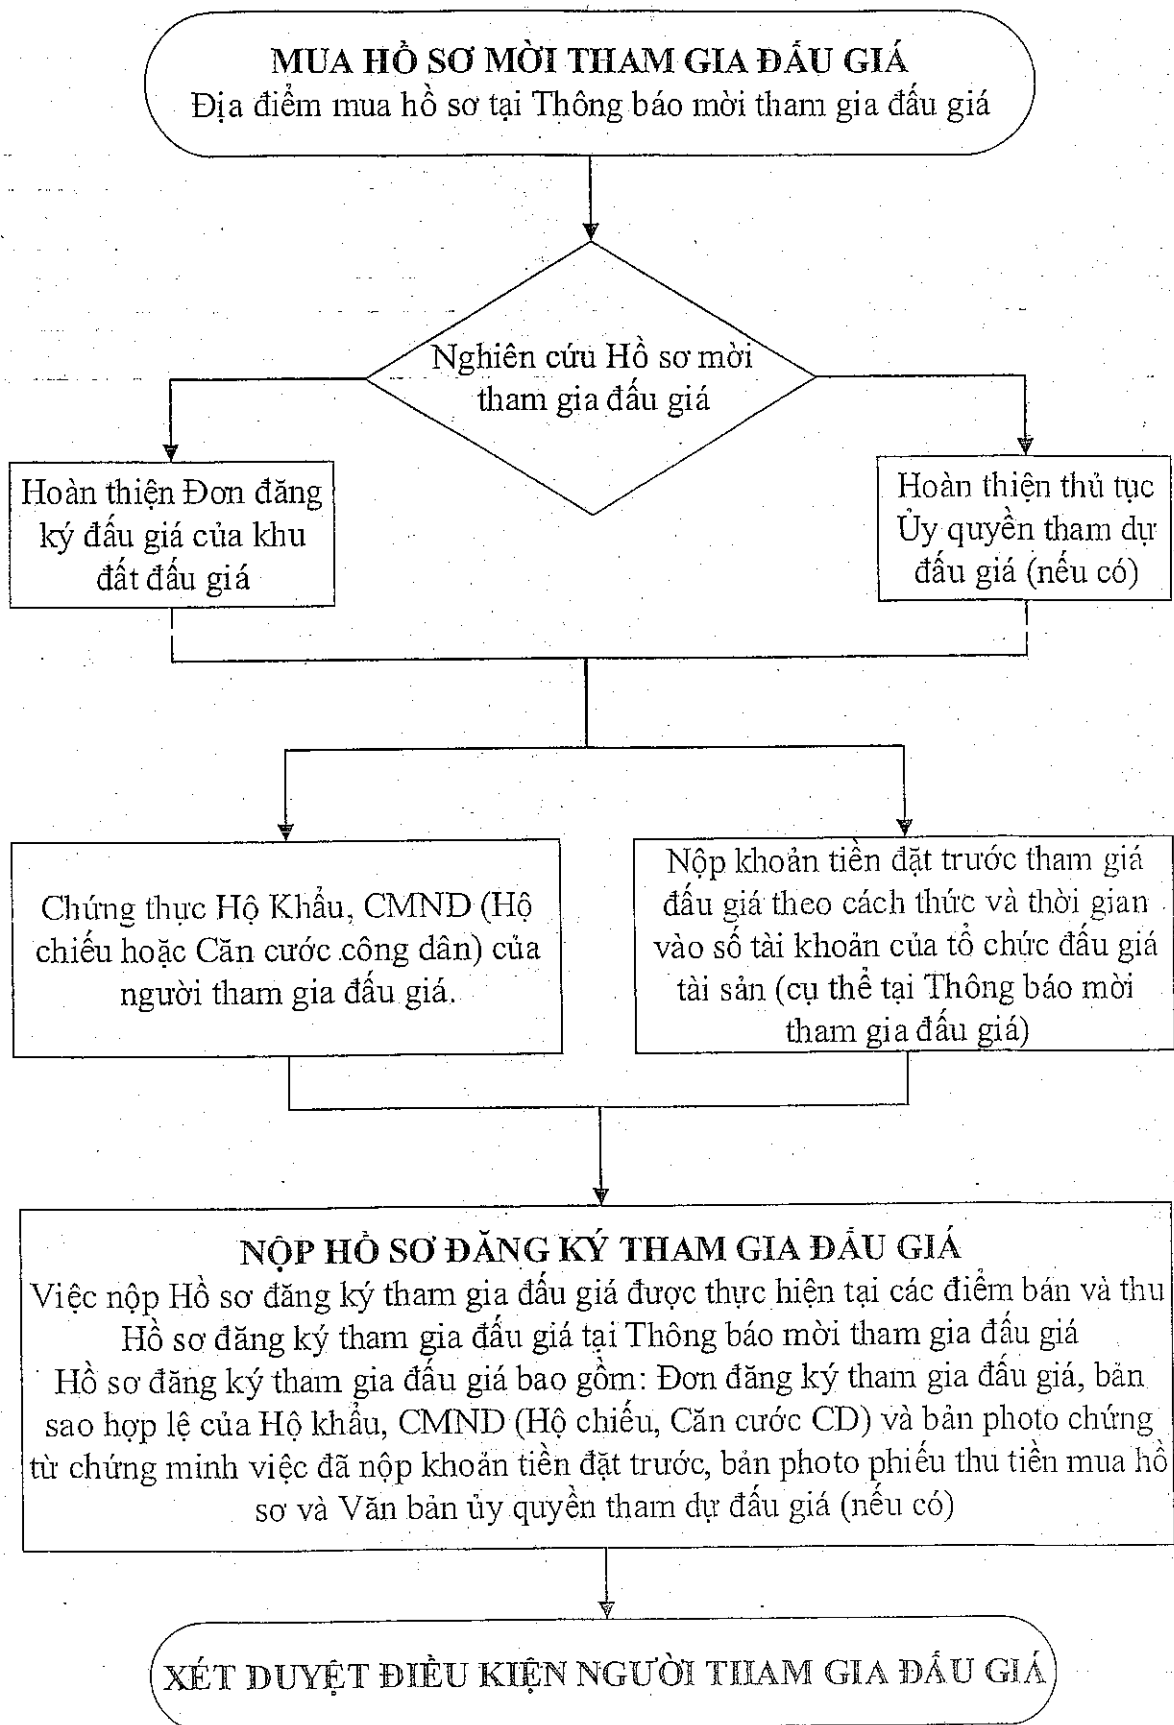 MUA HỒ SƠ MỜI THAM GIA ĐẤU GIÁ
Địa điểm mua hồ sơ tại Thông báo mời tham gia đấu giá
Nghiên cứu Hồ sơ mời
tham gia đấu giá
Hoàn thiện Đơn đăng
ký đấu giá của khu
đất đấu giá
Hoàn thiện thủ tục
Ủy quyền tham dự
đấu giá (nếu có)
Chứng thực Hộ Khẩu, CMND (Hộ
chiếu hoặc Căn cước công dân) của
người tham gia đấu giá.
Nộp khoản tiền đặt trước tham giá
đấu giá theo cách thức và thời gian
vào số tài khoản của tổ chức đấu giá
tài sản (cụ thể tại Thông báo mời
tham gia đấu giá)
NỘP HỒ SƠ ĐĂNG KÝ THAM GIA ĐẤU GIÁ
Việc nộp Hồ sơ đăng ký tham gia đấu giá được thực hiện tại các điểm bán và thu
Hồ sơ đăng ký tham gia đấu giá tại Thông báo mời tham gia đấu giá
Hồ sơ đăng ký tham gia đấu giá bao gồm: Đơn đăng ký tham gia đấu giá, bản
sao hợp lệ của Hộ khẩu, CMND (Hộ chiếu, Căn cước CD) và bản photo chứng
từ chứng minh việc đã nộp khoản tiền đặt trước, bản photo phiếu thu tiền mua hồ
sơ và Văn bản ủy quyền tham dự đấu giá (nếu có)
XÉT DUYỆT ĐIỀU KIỆN NGƯỜI THAM GIA ĐẤU GIÁ